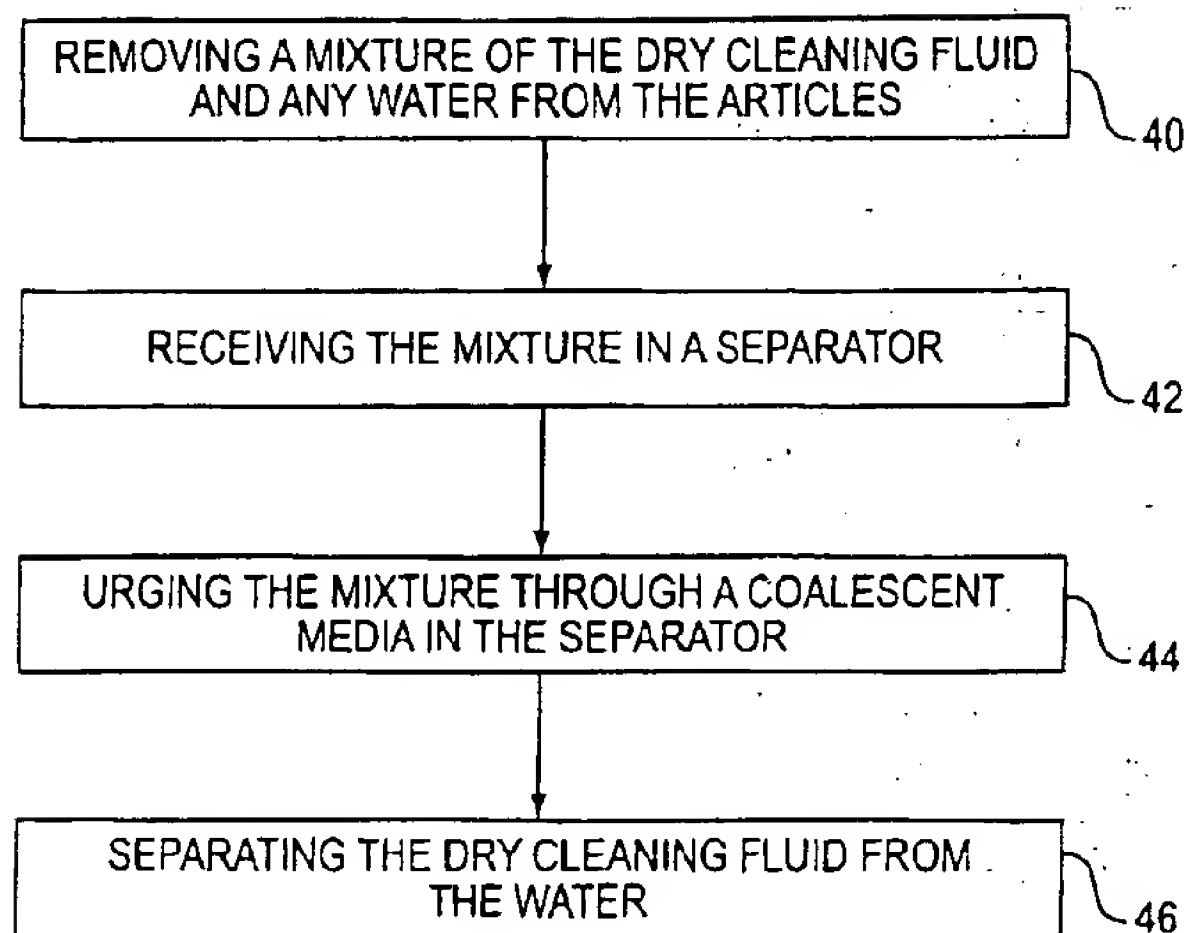 REMOVING A MIXTURE OF THE DRY CLEANING FLUID
AND ANY WATER FROM THE ARTICLES
40
RECEIVING THE MIXTURE IN A SEPARATOR
42
URGING THE MIXTURE THROUGH A COALESCENT
MEDIA IN THE SEPARATOR
44
SEPARATING THE DRY CLEANING FLUID FROM
THE WATER
46